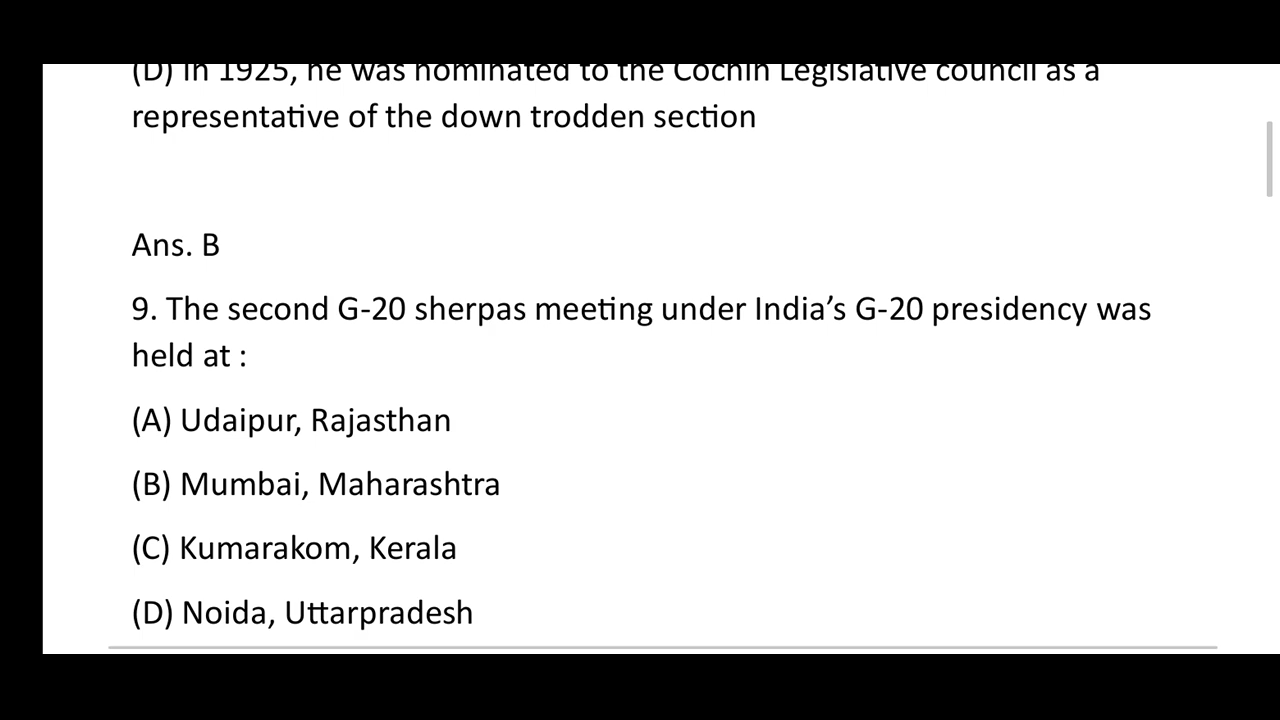 (D) In 1925, he was nominated to the Cochin Legislative council as a
representative of the down trodden section
Ans. B
9. The second G-20 sherpas meeting under India’s G-20 presidency was
held at :
(A) Udaipur, Rajasthan
(B) Mumbai, Maharashtra
(C) Kumarakom, Kerala
(D) Noida, Uttarpradesh